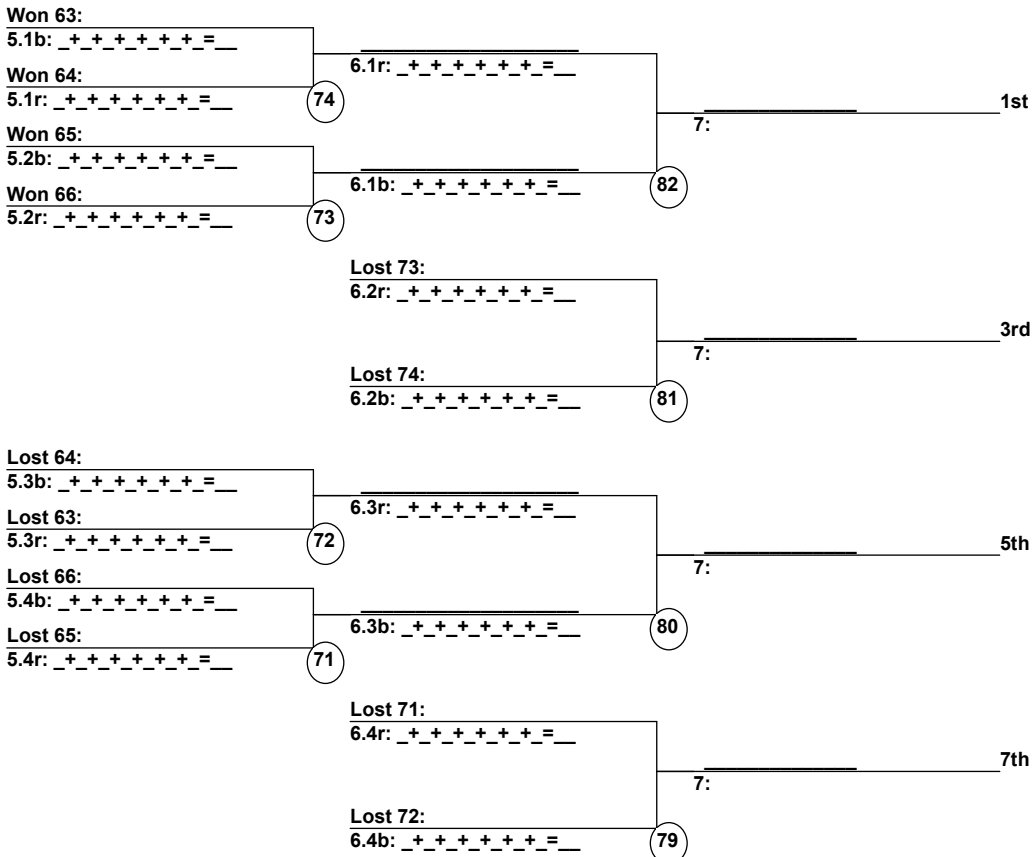 Won 63:
5.1b: _+_+_+_+_+_+_=__
Won 64:
5.1r: _+_+_+_+_+_+_=__
74
6.1r: _+_+_+_+_+_+_=__
Won 65:
5.2b: _+_+_+_+_+_+_=__
Won 66:
5.2r: _+_+_+_+_+_+_=__
73
6.1b: _+_+_+_+_+_+_=__
82
7:
1st
Lost 73:
6.2r: _+_+_+_+_+_+_=__
Lost 74:
6.2b: _+_+_+_+_+_+_=__
81
7:
3rd
Lost 64:
5.3b: _+_+_+_+_+_+_=__
Lost 63:
5.3r: _+_+_+_+_+_+_=__
72
6.3r: _+_+_+_+_+_+_=__
Lost 66:
5.4b: _+_+_+_+_+_+_=__
Lost 65:
5.4r: _+_+_+_+_+_+_=__
71
6.3b: _+_+_+_+_+_+_=__
80
7:
5th
Lost 71:
6.4r: _+_+_+_+_+_+_=__
Lost 72:
6.4b: _+_+_+_+_+_+_=__
79
7:
7th